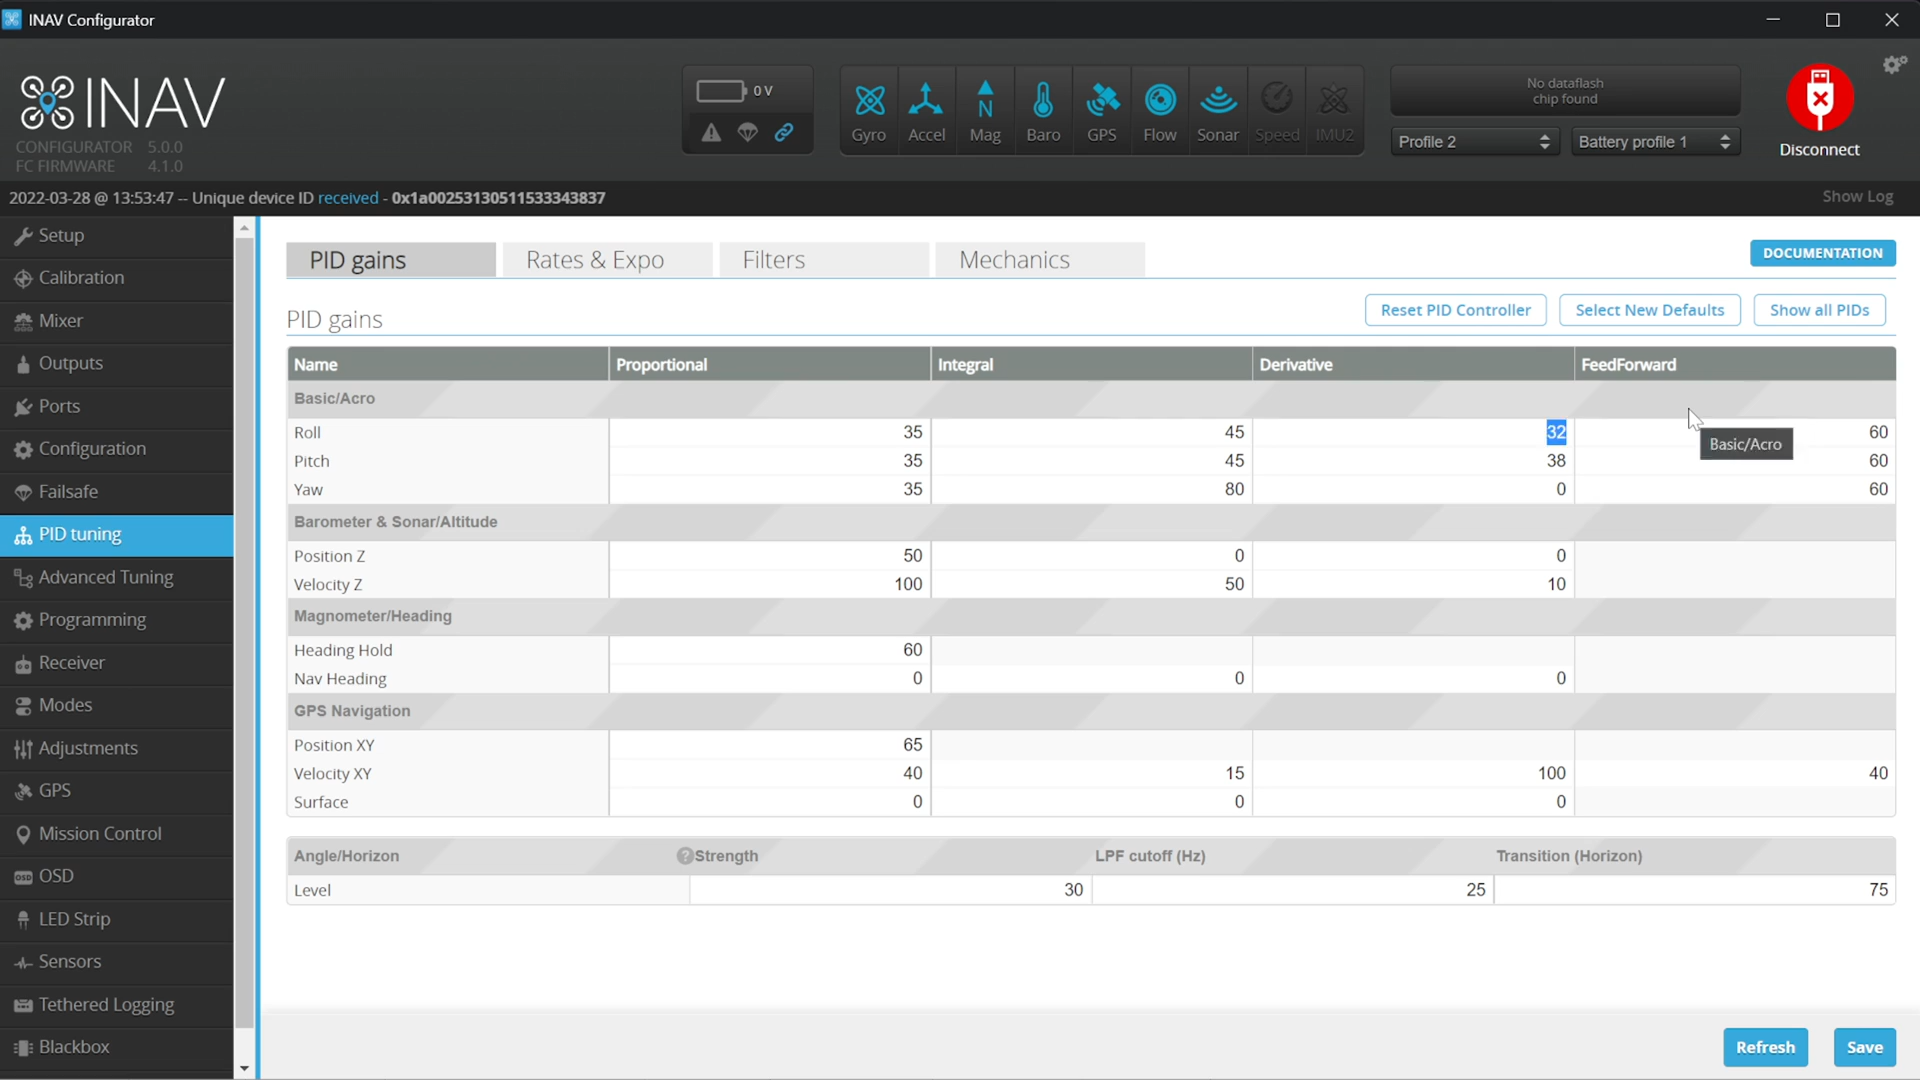 INAV Configurator
INAV
CONFIGURATOR 5.0.0
FC FIRMWARE 4.1.0
0 V
Gyro Accel Mag Baro GPS Flow Sonar Speed IMU2
No dataflash
chip found
Profile 2 Battery profile 1
Disconnect
2022-03-28 @ 13:53:47 -- Unique device ID received - 0x1a00253130511533343837
Show Log
Setup
Calibration
Mixer
Outputs
Ports
Configuration
Failsafe
PID tuning
Advanced Tuning
Programming
Receiver
Modes
Adjustments
GPS
Mission Control
OSD
LED Strip
Sensors
Tethered Logging
Blackbox
PID gains Rates & Expo Filters Mechanics
DOCUMENTATION
PID gains
Reset PID Controller Select New Defaults Show all PIDs
Name Proportional Integral Derivative FeedForward
Basic/Acro
Roll 35 45 32 60
Basic/Acro
Pitch 35 45 38 60
Yaw 35 80 0 60
Barometer & Sonar/Altitude
Position Z 50 0 0
Velocity Z 100 50 10
Magnometer/Heading
Heading Hold 60
Nav Heading 0 0 0
GPS Navigation
Position XY 65
Velocity XY 40 15 100 40
Surface 0 0 0
Angle/Horizon ?Strength LPF cutoff (Hz) Transition (Horizon)
Level 30 25 75
Refresh Save